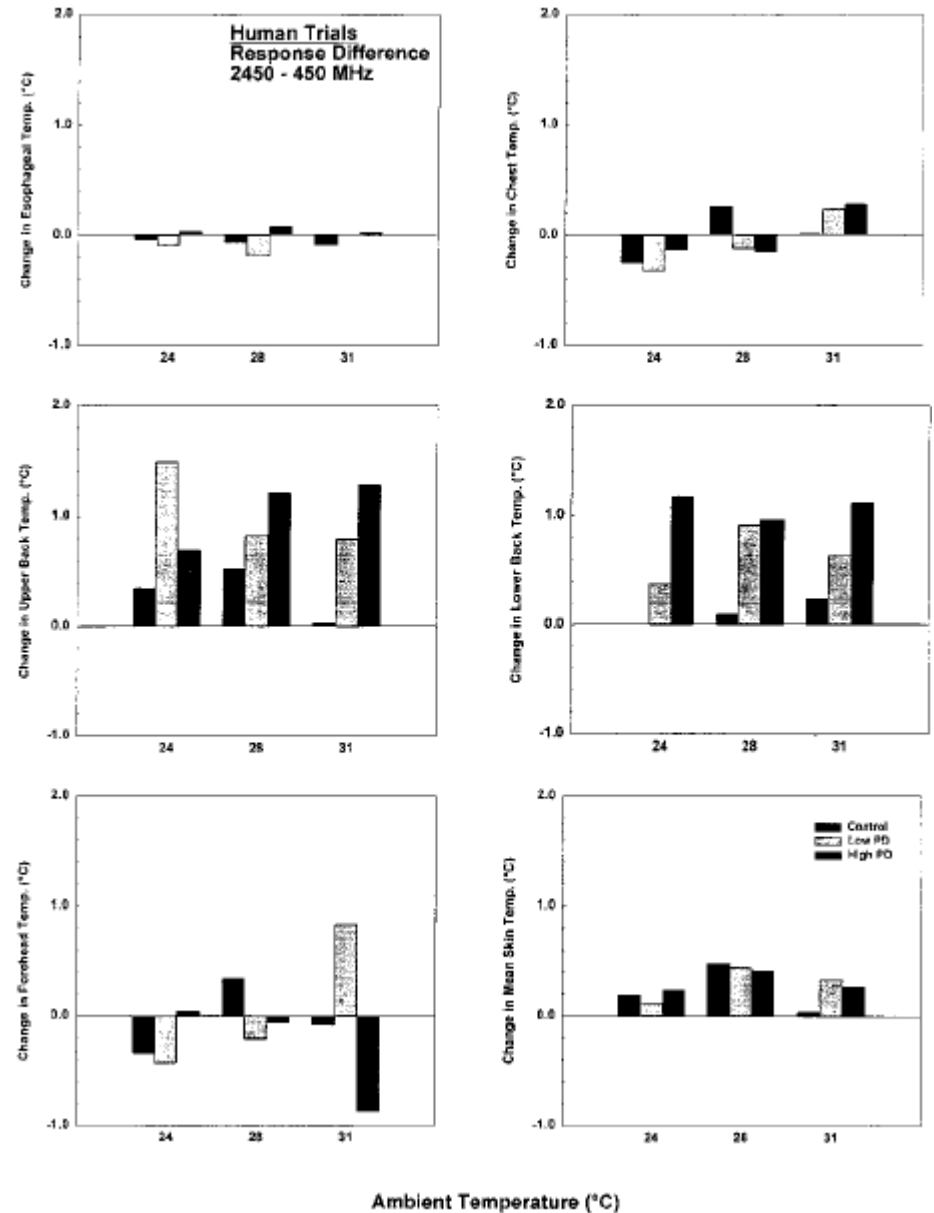 Human Trials
Response Difference
2450 - 450 MHz
Change in Esophageal Temp. (°C)
2.0
1.0
0.0
-1.0
24 28 31
Change in Chest Temp. (°C)
2.0
1.0
0.0
-1.0
24 28 31
Change in Upper Back Temp. (°C)
2.0
1.0
0.0
-1.0
24 28 31
Change in Lower Back Temp. (°C)
2.0
1.0
0.0
-1.0
24 28 31
Change in Forehead Temp. (°C)
2.0
1.0
0.0
-1.0
24 28 31
Change in Mean Skin Temp. (°C)
2.0
1.0
0.0
-1.0
Control
Low PD
High PD
24 28 31
Ambient Temperature (°C)